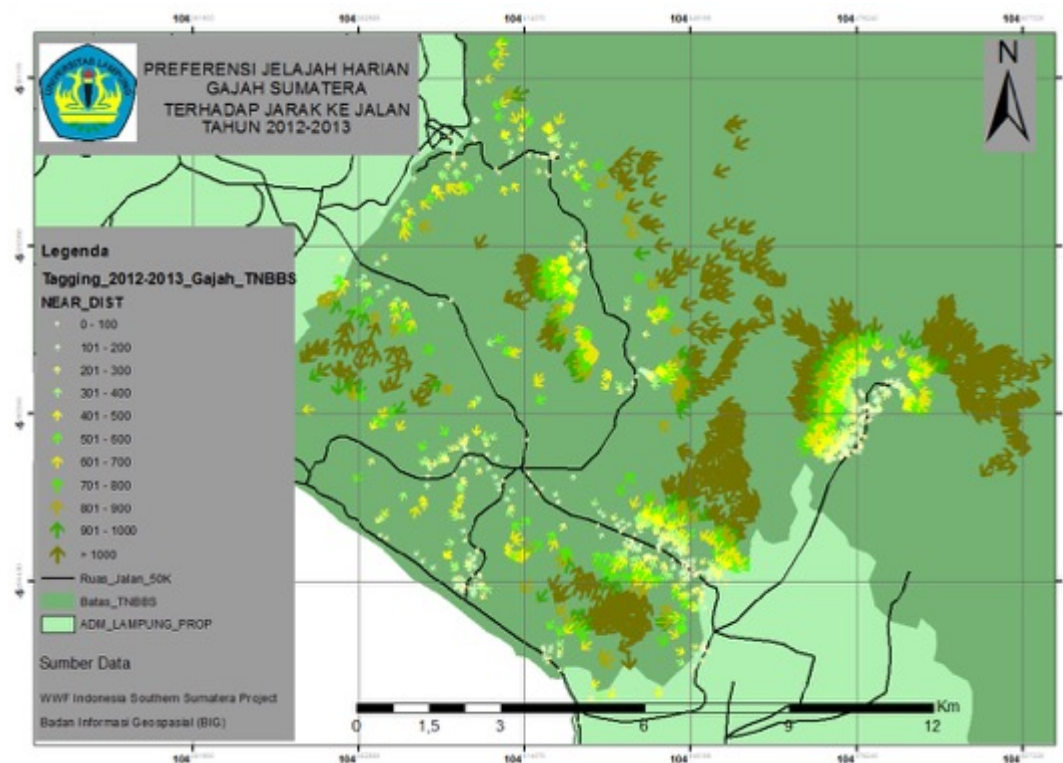 UNIVERSITAS LAMPUNG
PREFERENSI JELAJAH HARIAN
GAJAH SUMATERA
TERHADAP JARAK KE JALAN
TAHUN 2012-2013
N
Legenda
Tagging_2012-2013_Gajah_TNBBS
NEAR_DIST
0 - 100
101 - 200
201 - 300
301 - 400
401 - 500
501 - 600
601 - 700
701 - 800
801 - 900
901 - 1000
> 1000
Ruas_Jalan_50K
Batas_TNBBS
ADM_LAMPUNG_PROP
Sumber Data
WWF Indonesia Southern Sumatera Project
Badan Informasi Geospasial (BIG)
Km
0 1,5 3 6 9 12